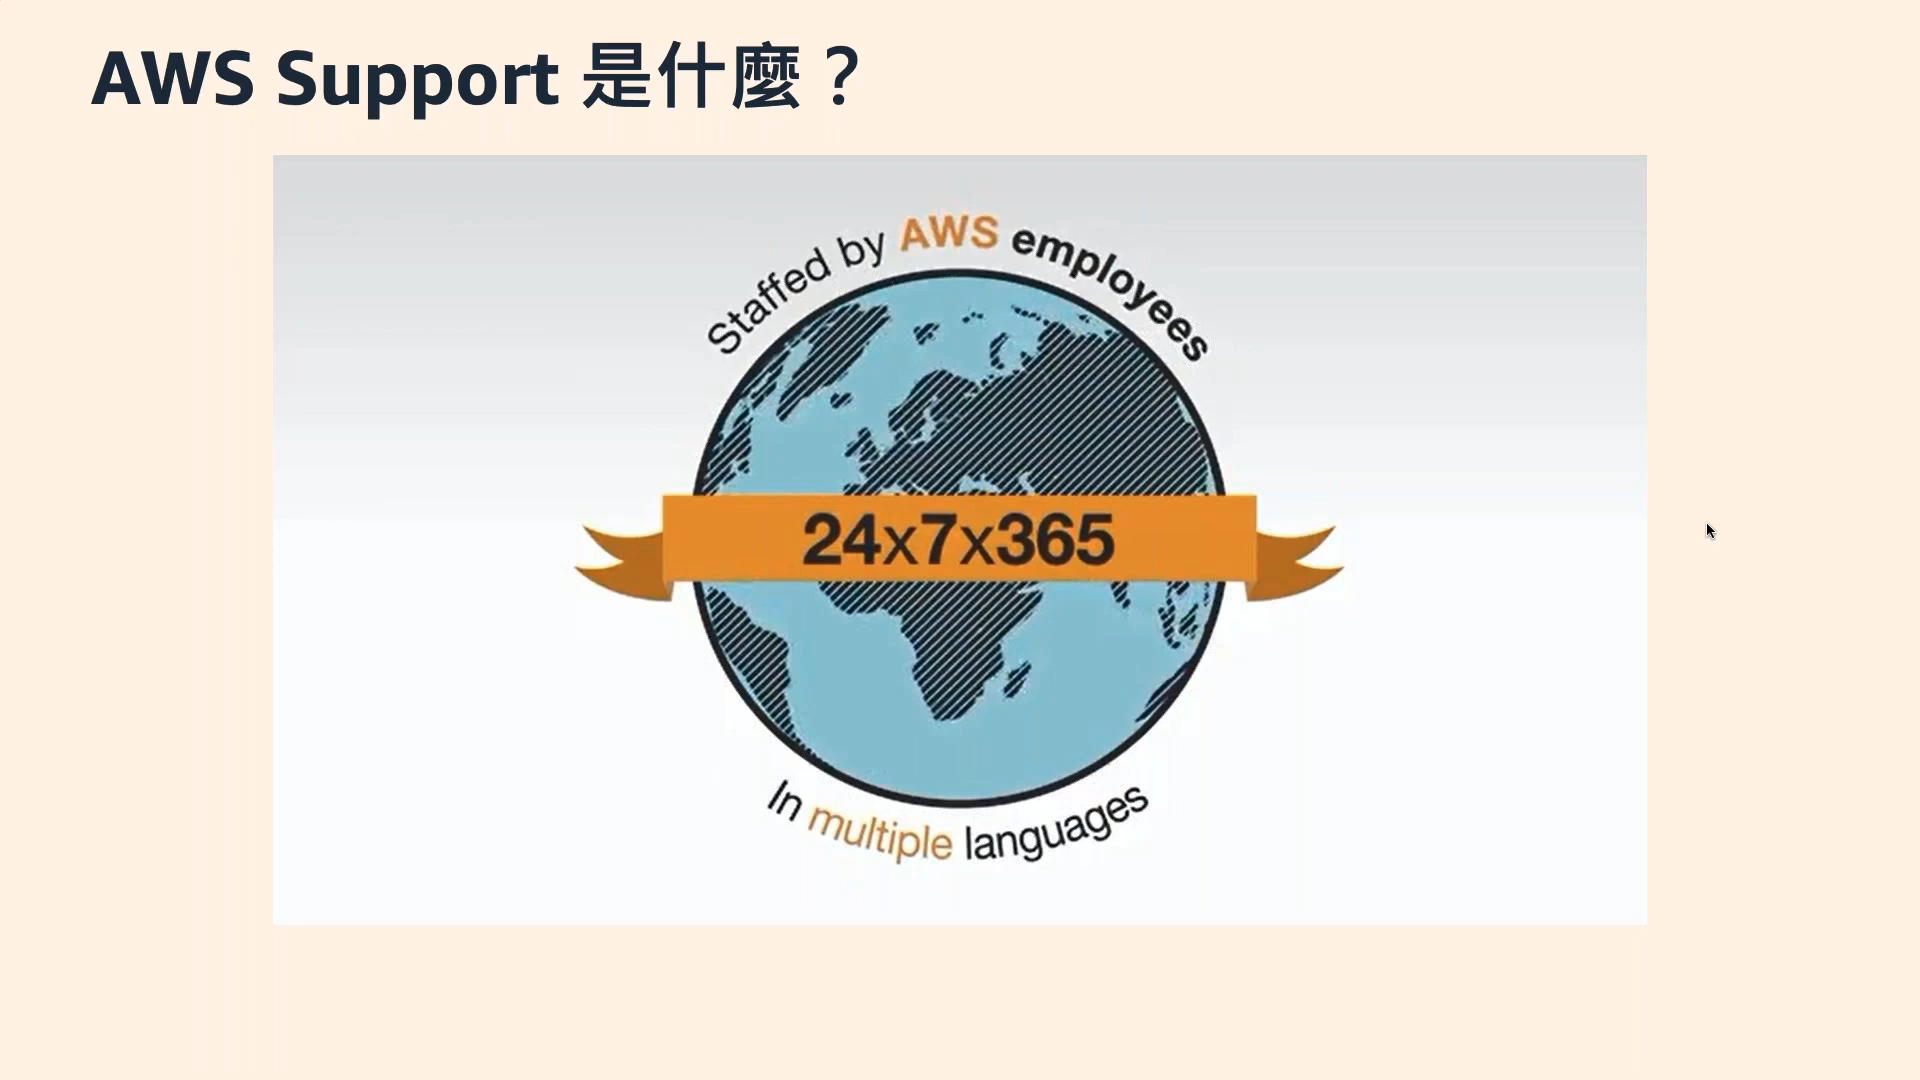 AWS Support 是什麼？
Staffed by AWS employees
24x7x365
In multiple languages